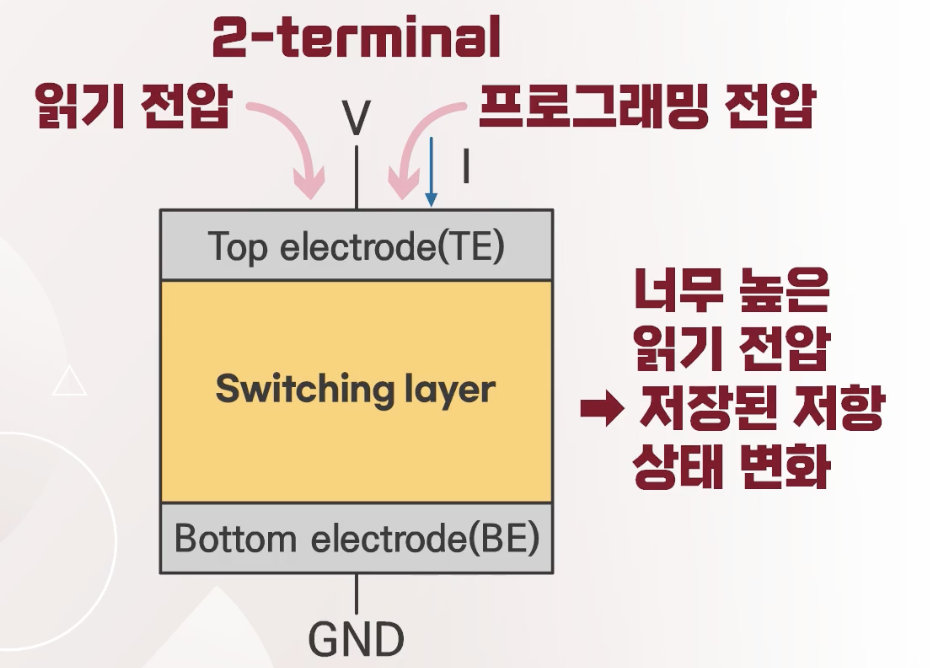 2-terminal
읽기 전압
프로그래밍 전압
V
I
Top electrode(TE)
Switching layer
Bottom electrode(BE)
GND
너무 높은
읽기 전압
➡ 저장된 저항
상태 변화